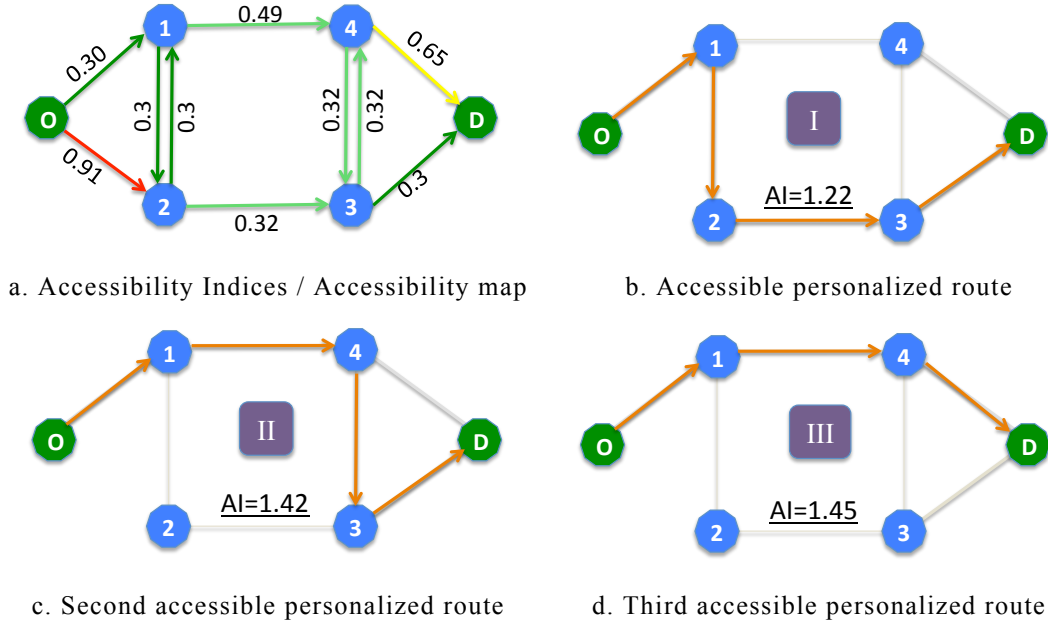 0.49
1
4
0.30
0.65
0.3
0.3
0.32
0.32
O
D
0.91
0.3
2
3
0.32
a. Accessibility Indices / Accessibility map
1
4
O
I
D
AI=1.22
2
3
b. Accessible personalized route
1
4
O
II
D
AI=1.42
2
3
c. Second accessible personalized route
1
4
O
III
D
AI=1.45
2
3
d. Third accessible personalized route